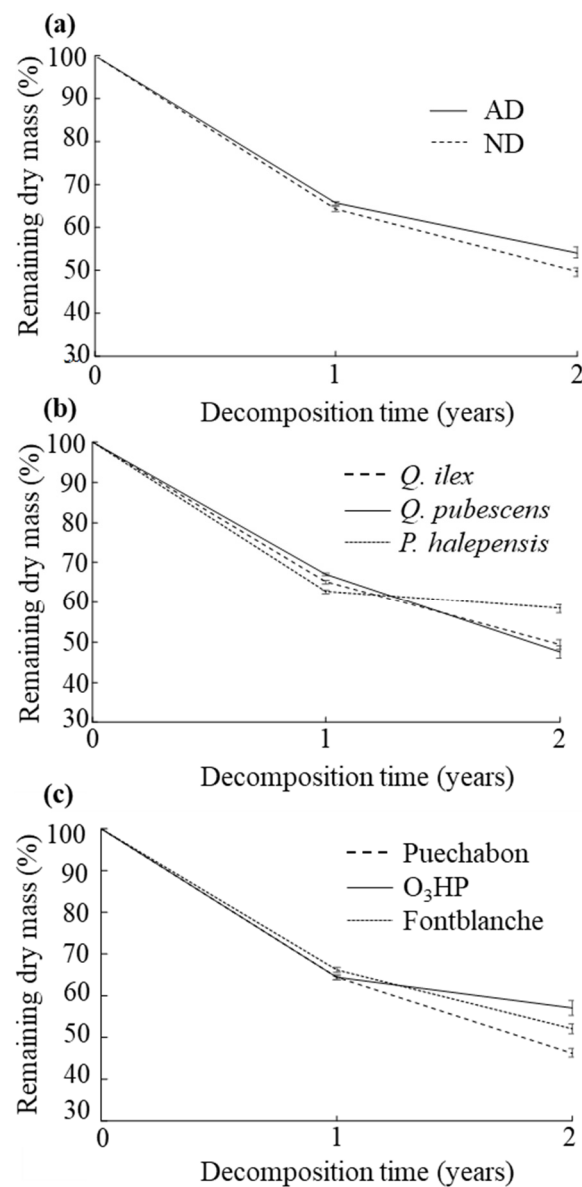 (a)
Remaining dry mass (%)
100
90
80
70
60
50
40
30
AD
ND
0
1
2
Decomposition time (years)
(b)
Remaining dry mass (%)
100
90
80
70
60
50
40
30
Q. ilex
Q. pubescens
P. halepensis
0
1
2
Decomposition time (years)
(c)
Remaining dry mass (%)
100
90
80
70
60
50
40
30
Puechabon
O₃HP
Fontblanche
0
1
2
Decomposition time (years)